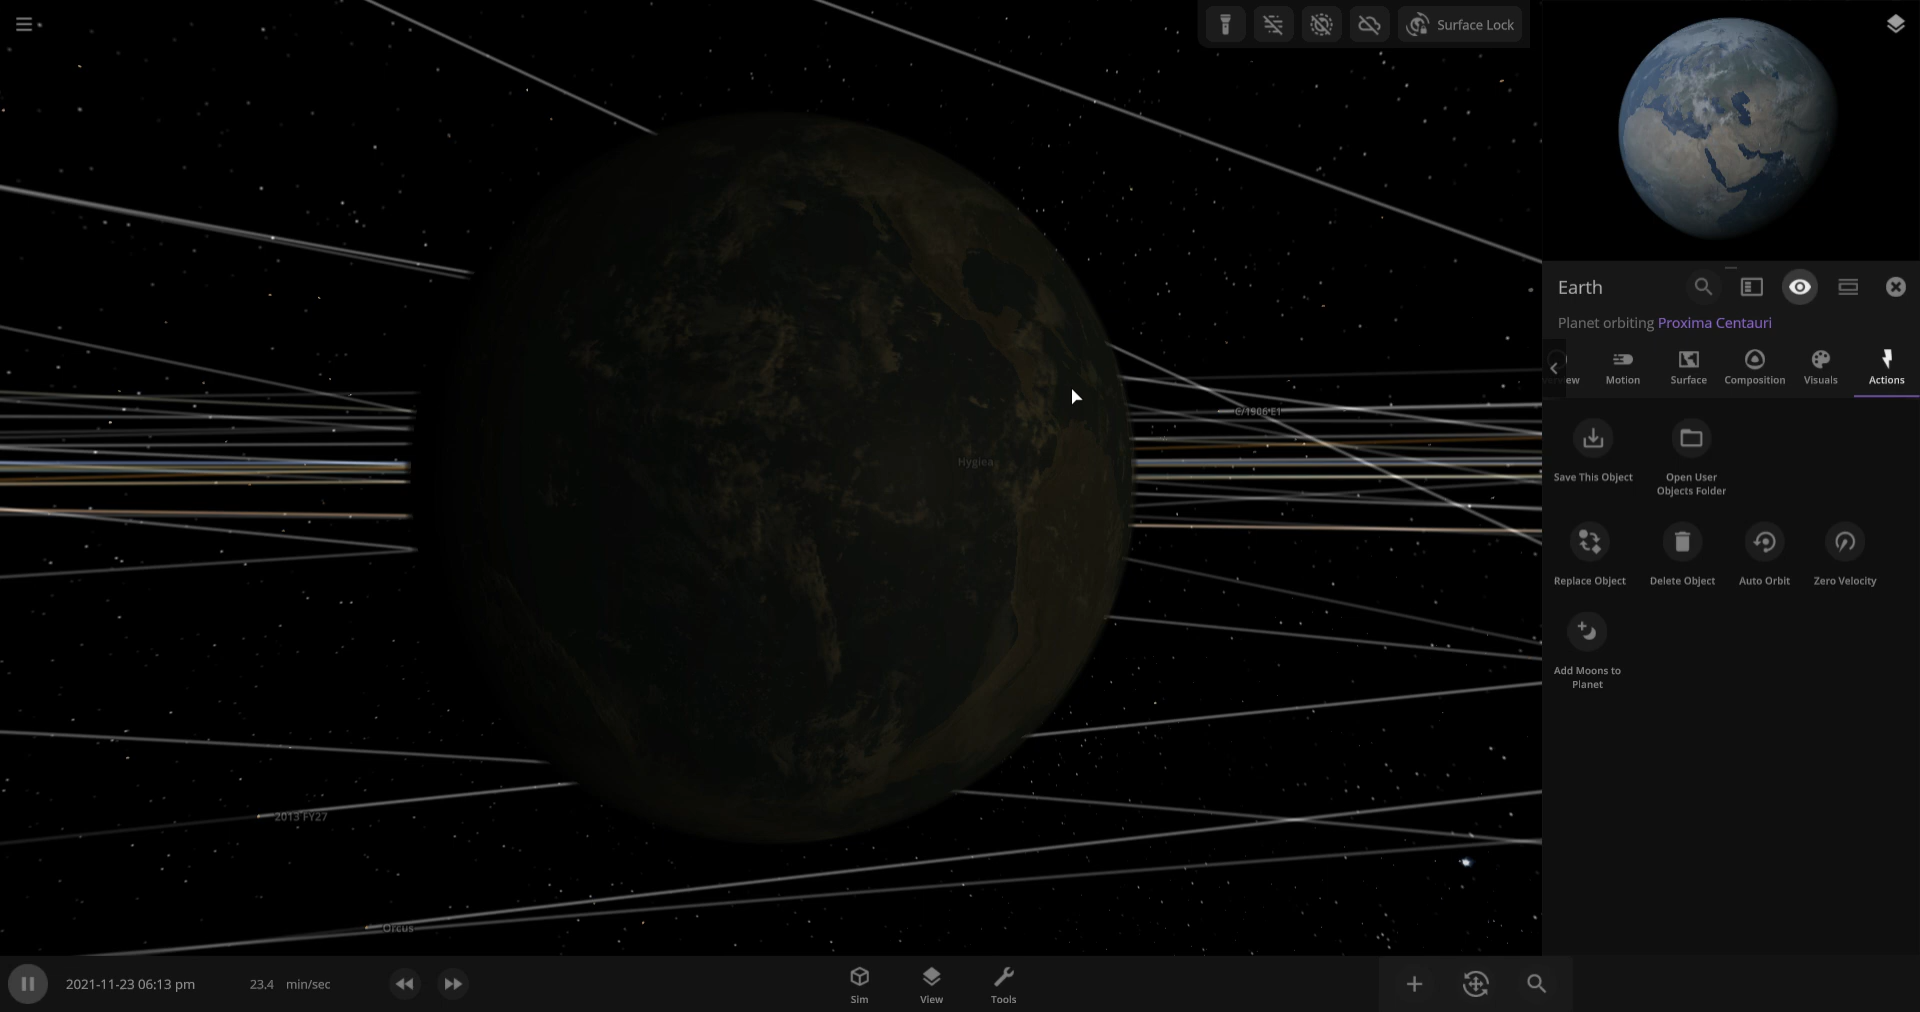 Surface Lock
Earth
Planet orbiting Proxima Centauri
Motion
Surface
Composition
Visuals
Actions
C/1906 E1
Hygiea
Save This Object
Open User
Objects Folder
Replace Object
Delete Object
Auto Orbit
Zero Velocity
Add Moons to
Planet
2013 FY27
Orcus
2021-11-23 06:13 pm
23.4 min/sec
Sim
View
Tools